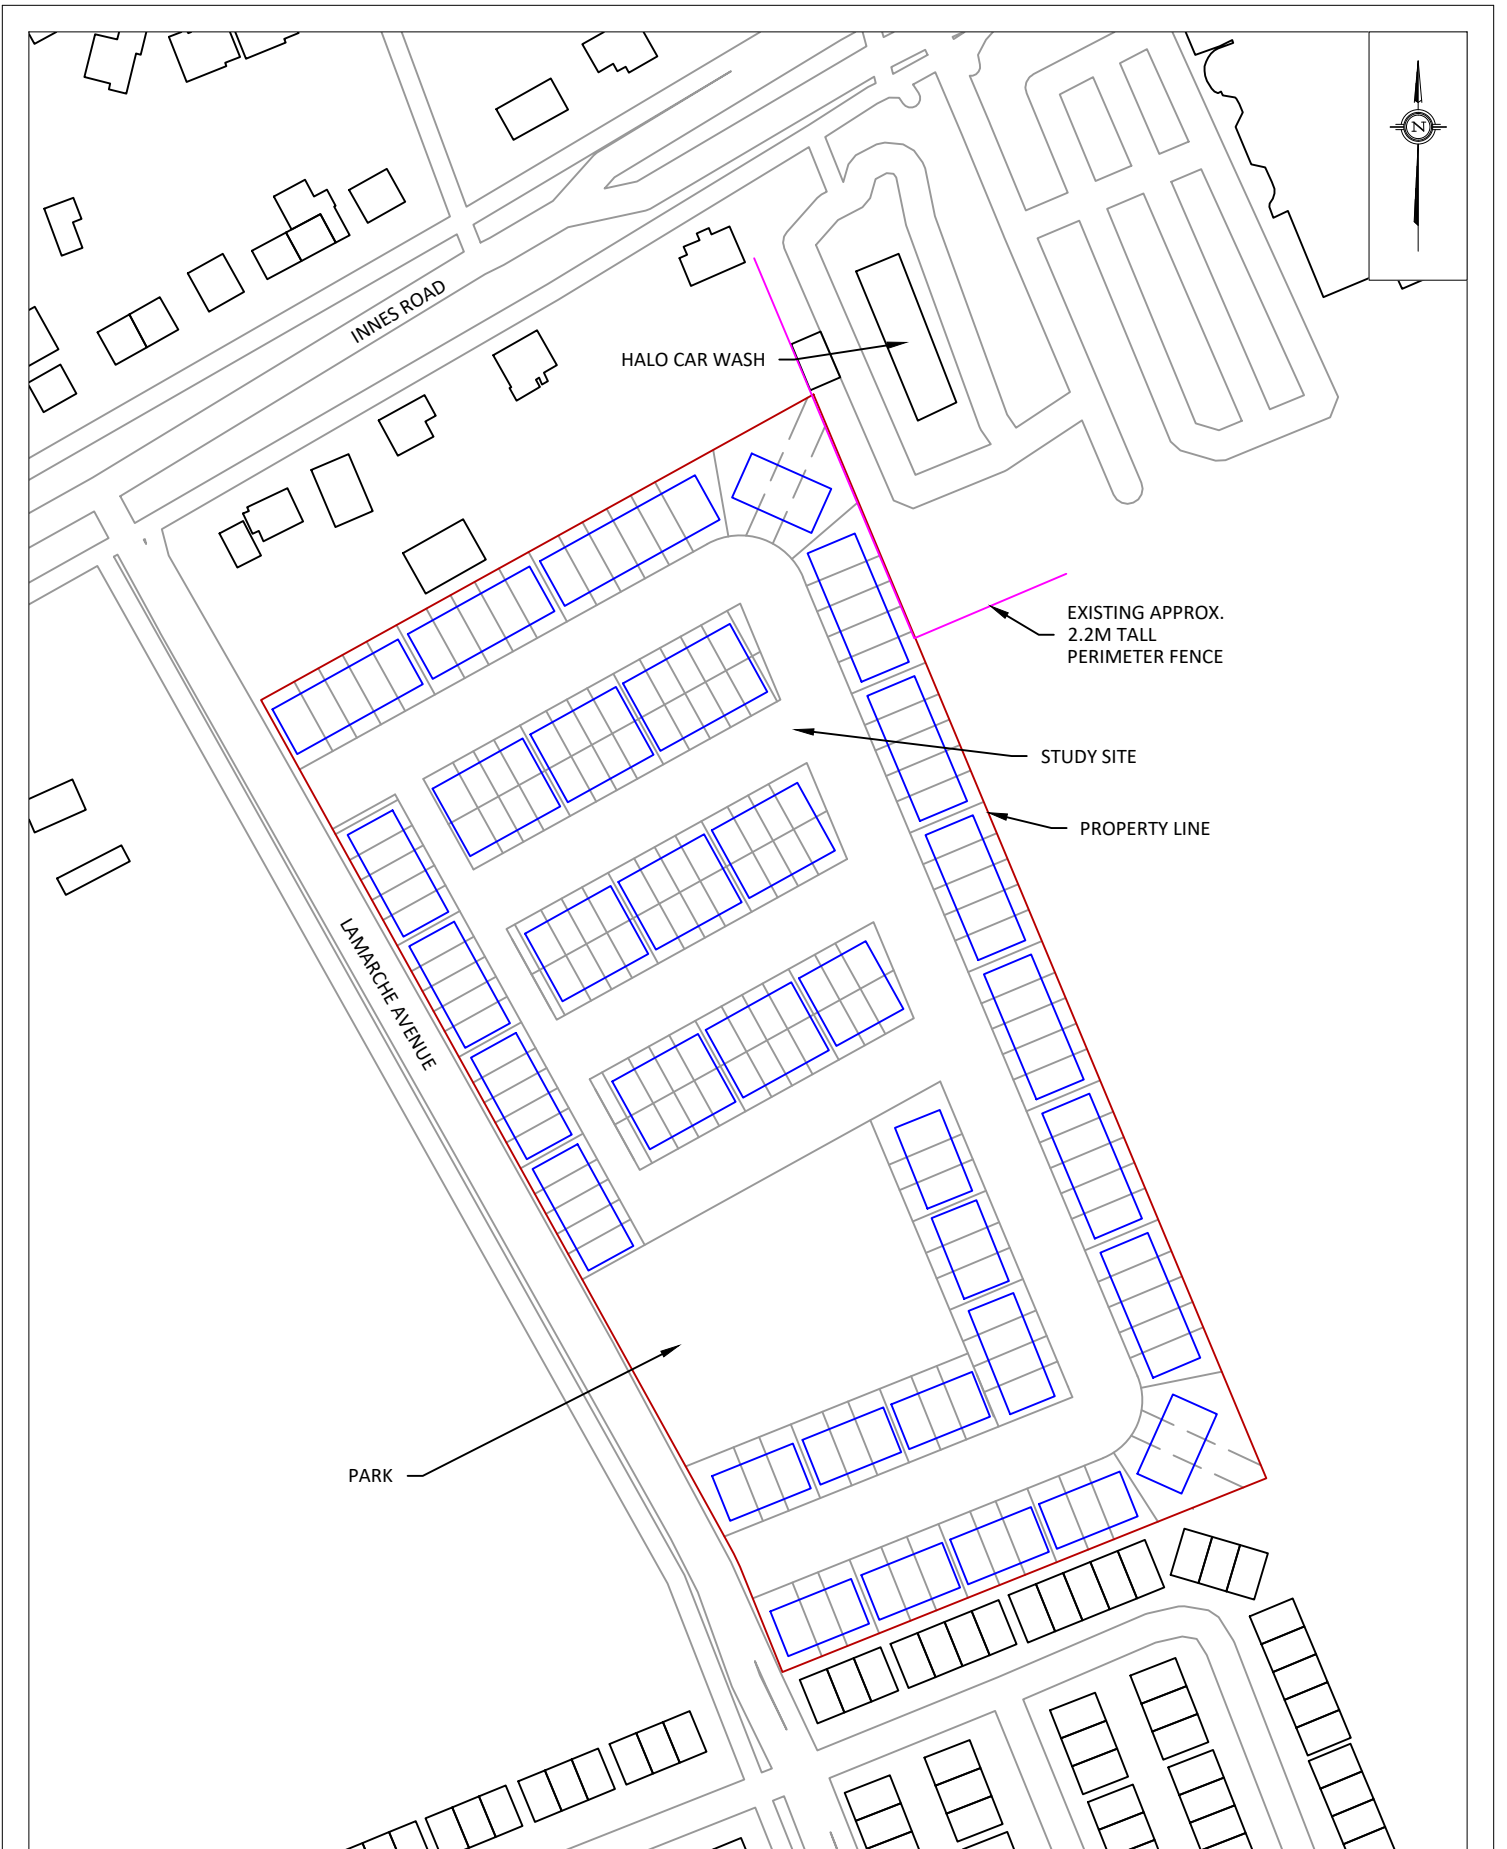 N
INNES ROAD
HALO CAR WASH
EXISTING APPROX.
2.2M TALL
PERIMETER FENCE
STUDY SITE
PROPERTY LINE
LAMARCHE AVENUE
PARK